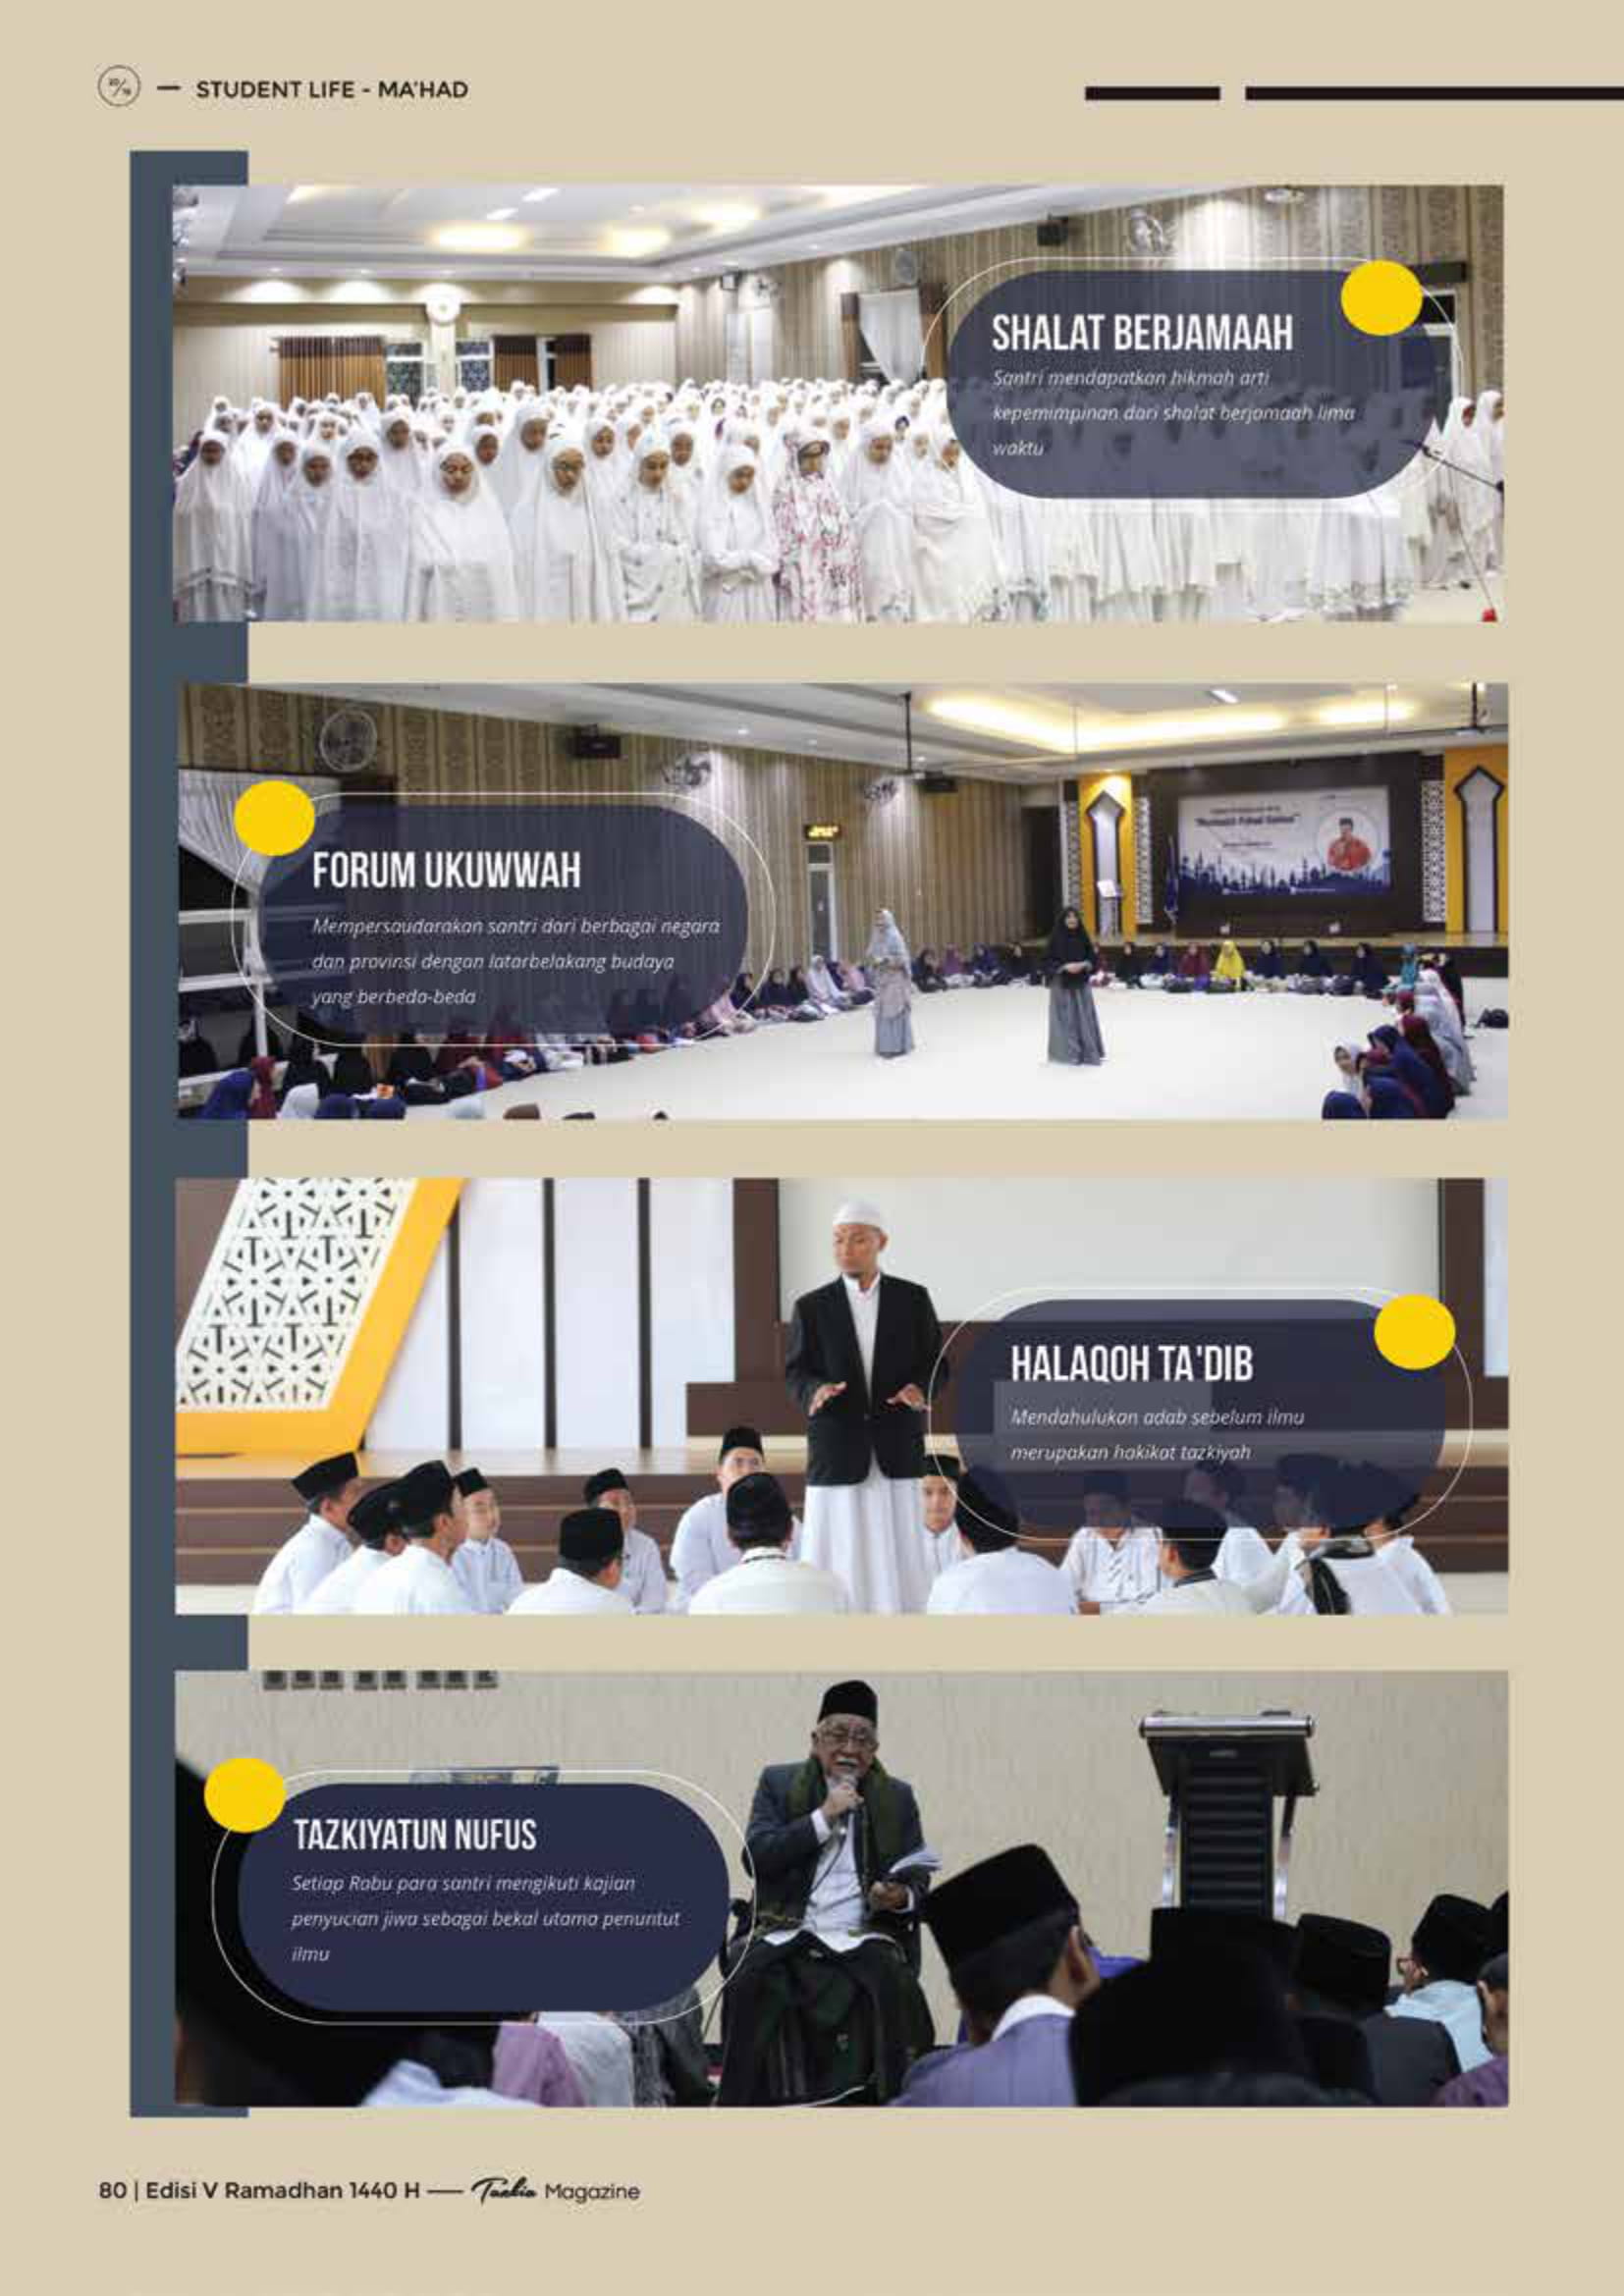 STUDENT LIFE - MA'HAD
SHALAT BERJAMAAH
Santri mendapatkan hikmah arti
kepemimpinan dari shalat berjamaah lima
waktu
FORUM UKUWWAH
Mempersaudarakan santri dari berbagai negara
dan provinsi dengan latarbelakang budaya
yang berbeda-beda
HALAQOH TA'DIB
Mendahulukan adab sebelum ilmu
merupakan hakikat tazkiyah
TAZKIYATUN NUFUS
Setiap Rabu para santri mengikuti kajian
penyucian jiwa sebagai bekal utama penuntut
ilmu
80 | Edisi V Ramadhan 1440 H — Tazkia Magazine